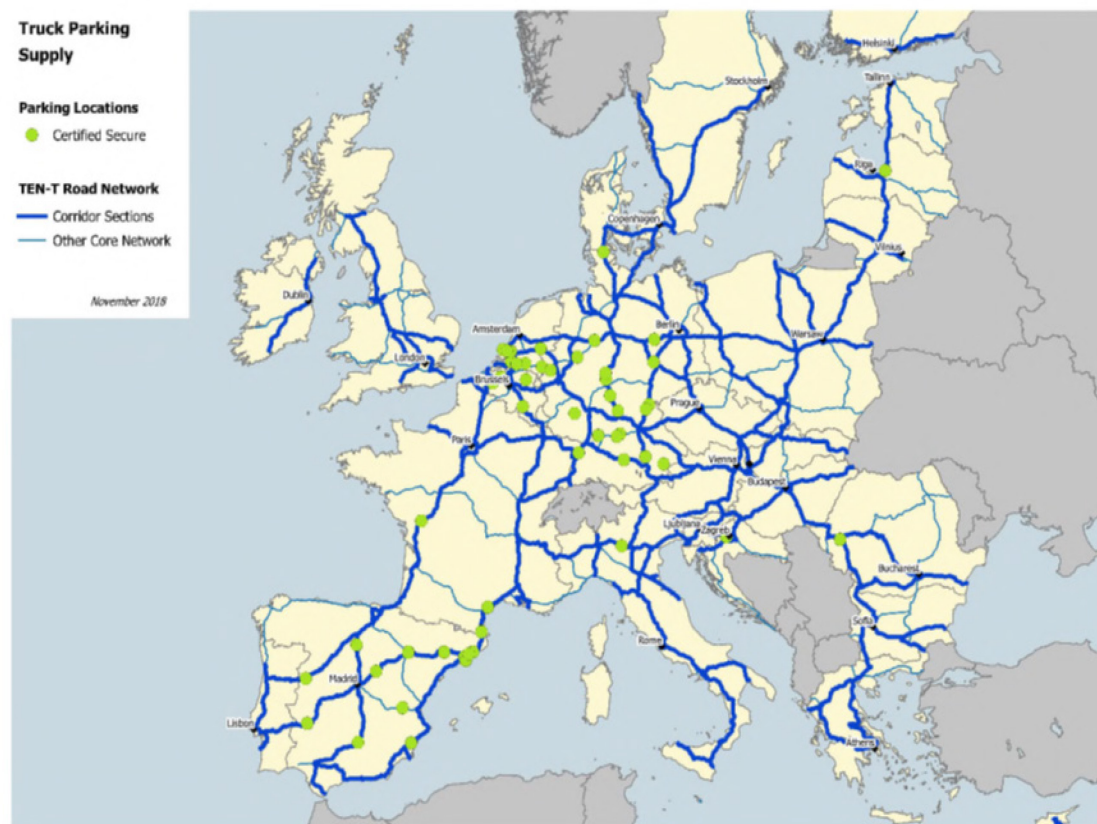 Truck Parking
Supply
Parking Locations
Certified Secure
TEN-T Road Network
Corridor Sections
Other Core Network
November 2018
Helsinki
Stockholm
Tallinn
Riga
Copenhagen
Vilnius
Dublin
Amsterdam
Berlin
Warsaw
London
Brussels
Prague
Paris
Vienna
Budapest
Ljubljana
Zagreb
Bucharest
Sofia
Rome
Madrid
Lisbon
Athens